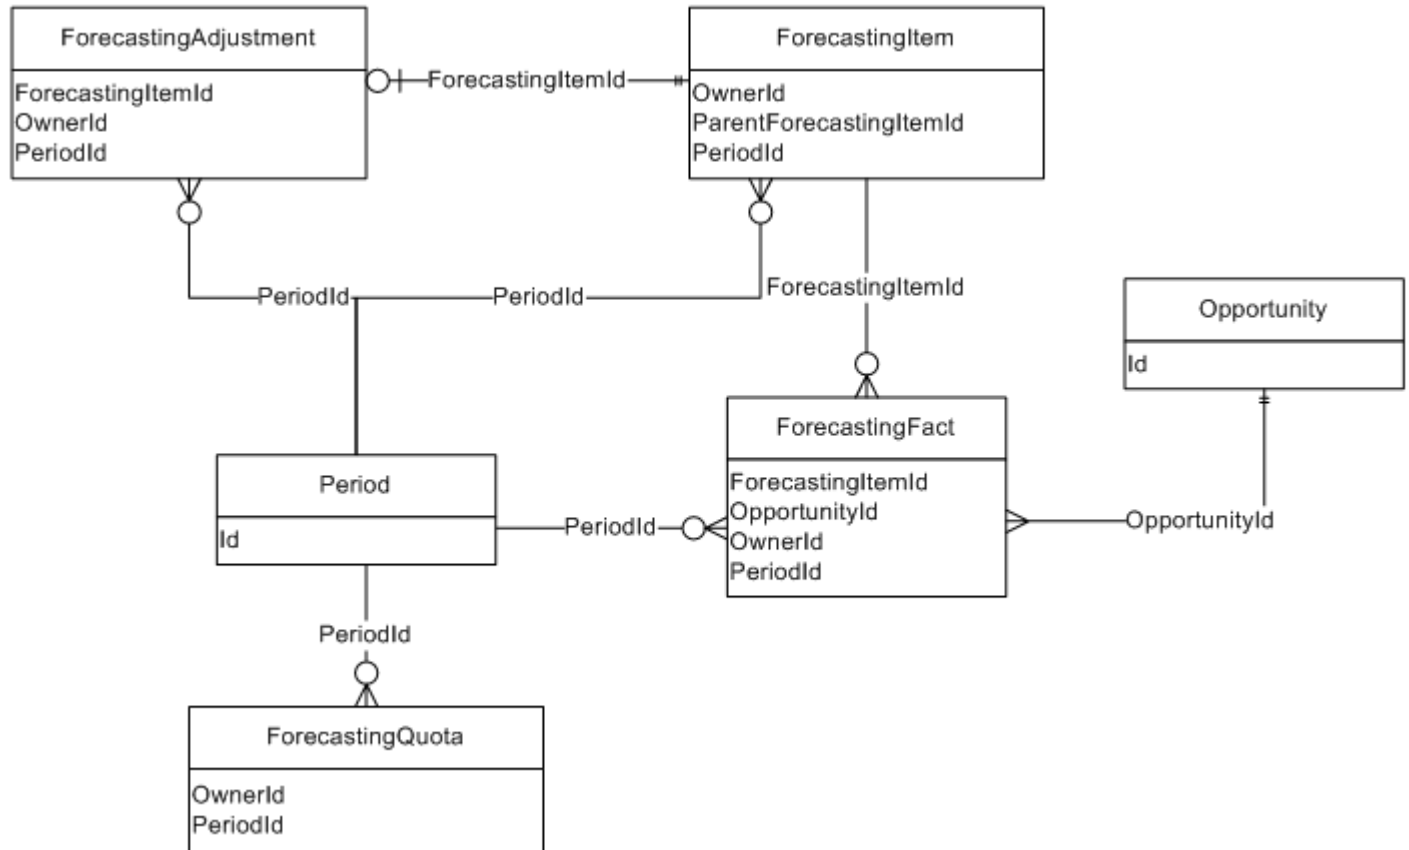 ForecastingAdjustment
ForecastingItemId
OwnerId
PeriodId
ForecastingItemId
ForecastingItem
OwnerId
ParentForecastingItemId
PeriodId
PeriodId
PeriodId
ForecastingItemId
Opportunity
Id
Period
Id
PeriodId
ForecastingFact
ForecastingItemId
OpportunityId
OwnerId
PeriodId
OpportunityId
PeriodId
ForecastingQuota
OwnerId
PeriodId